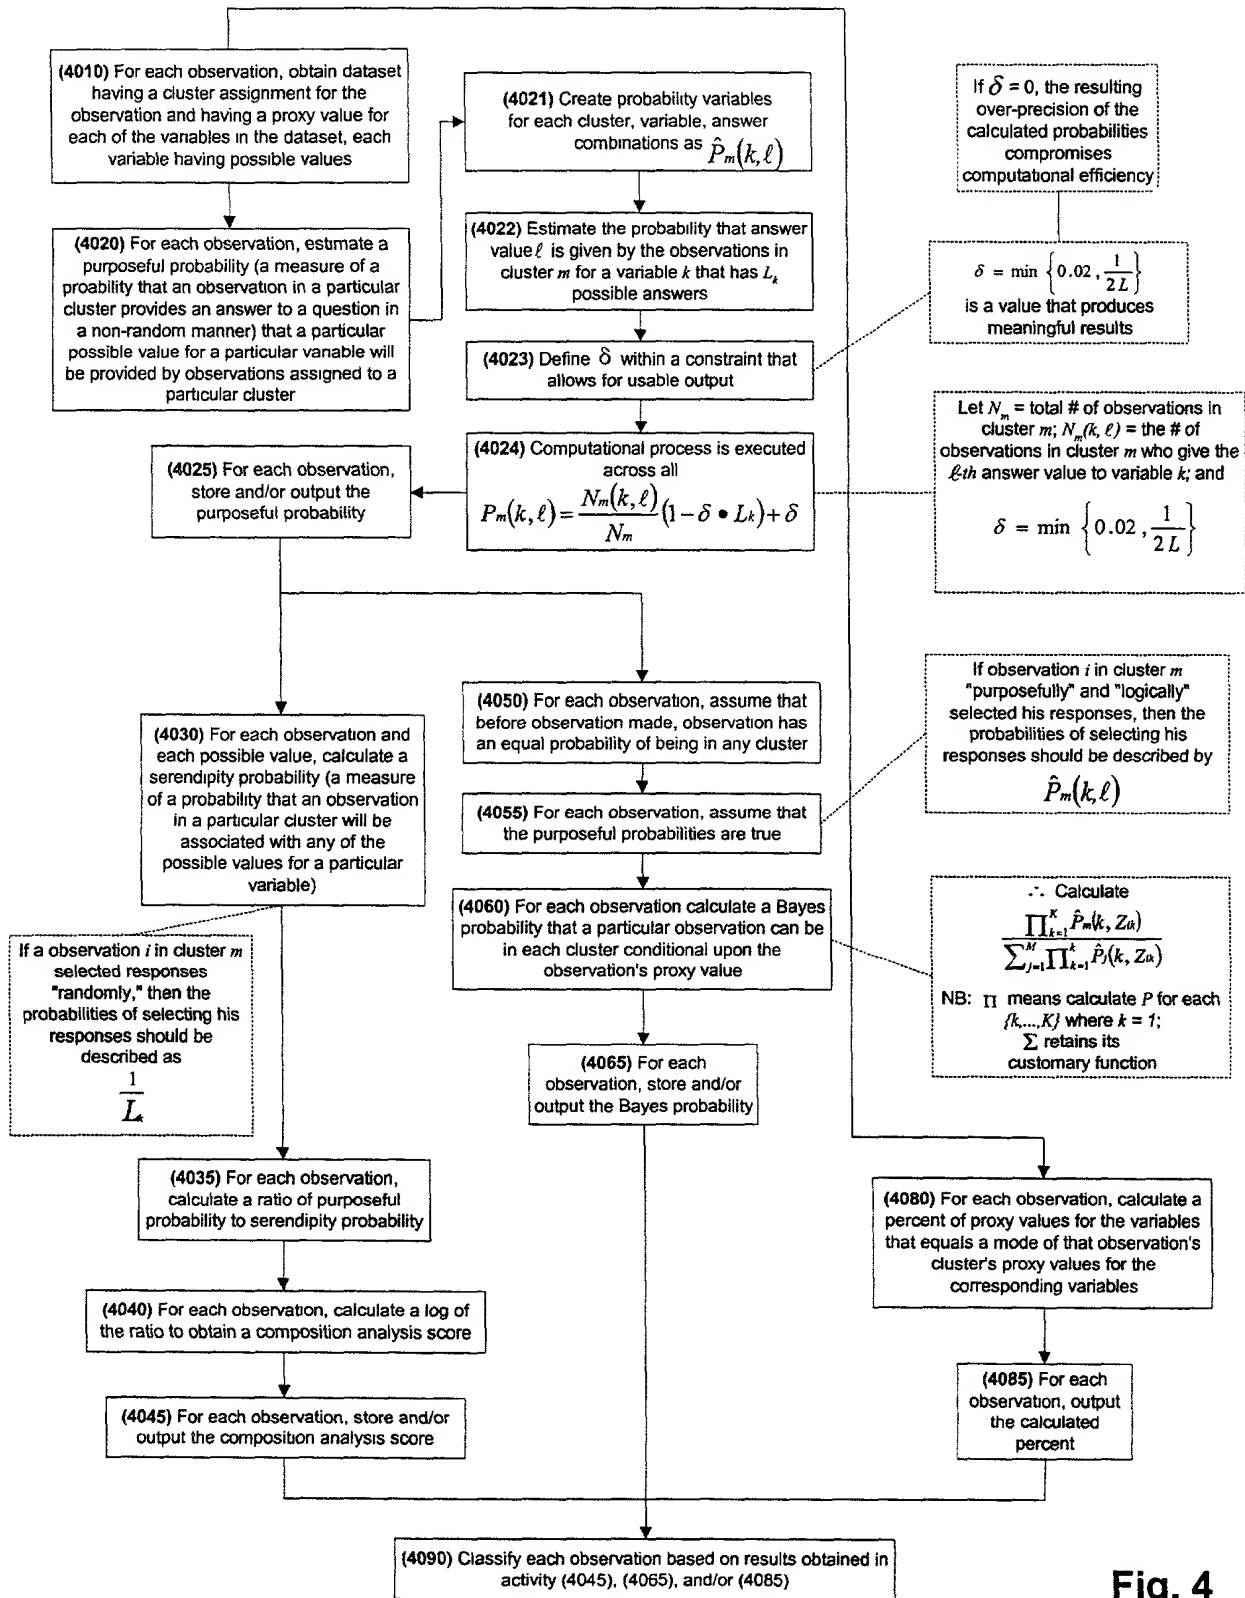 (4010) For each observation, obtain dataset
having a cluster assignment for the
observation and having a proxy value for
each of the variables in the dataset, each
variable having possible values
(4020) For each observation, estimate a
purposeful probability (a measure of a
proability that an observation in a particular
cluster provides an answer to a question in
a non-random manner) that a particular
possible value for a particular variable will
be provided by observations assigned to a
particular cluster
(4021) Create probability variables
for each cluster, variable, answer
combinations as P̂m(k, ℓ)
(4022) Estimate the probability that answer
value ℓ is given by the observations in
cluster m for a variable k that has Lk
possible answers
(4023) Define δ within a constraint that
allows for usable output
(4024) Computational process is executed
across all
Pm(k, ℓ) = Nm(k, ℓ) / Nm (1 − δ • Lk) + δ
If δ = 0, the resulting
over-precision of the
calculated probabilities
compromises
computational efficiency
δ = min {0.02, 1 / 2L}
is a value that produces
meaningful results
Let Nm = total # of observations in
cluster m; Nm(k, ℓ) = the # of
observations in cluster m who give the
ℓ-th answer value to variable k; and
δ = min {0.02, 1 / 2L}
(4025) For each observation,
store and/or output the
purposeful probability
(4030) For each observation and
each possible value, calculate a
serendipity probability (a measure
of a probability that an observation
in a particular cluster will be
associated with any of the
possible values for a particular
variable)
If a observation i in cluster m
selected responses
"randomly," then the
probabilities of selecting his
responses should be
described as
1 / Lk
(4035) For each observation,
calculate a ratio of purposeful
probability to serendipity probability
(4040) For each observation, calculate a log of
the ratio to obtain a composition analysis score
(4045) For each observation, store and/or
output the composition analysis score
(4050) For each observation, assume that
before observation made, observation has
an equal probability of being in any cluster
(4055) For each observation, assume that
the purposeful probabilities are true
(4060) For each observation calculate a Bayes
probability that a particular observation can be
in each cluster conditional upon the
observation's proxy value
(4065) For each
observation, store and/or
output the Bayes probability
If observation i in cluster m
"purposefully" and "logically"
selected his responses, then the
probabilities of selecting his
responses should be described by
P̂m(k, ℓ)
∴ Calculate
∏k=1^K P̂m(k, Zik)
∑j=1^M ∏k=1^k P̂j(k, Zik)
NB: ∏ means calculate P for each
{k,...,K} where k = 1;
Σ retains its
customary function
(4080) For each observation, calculate a
percent of proxy values for the variables
that equals a mode of that observation's
cluster's proxy values for the
corresponding variables
(4085) For each
observation, output
the calculated
percent
(4090) Classify each observation based on results obtained in
activity (4045), (4065), and/or (4085)
Fig. 4